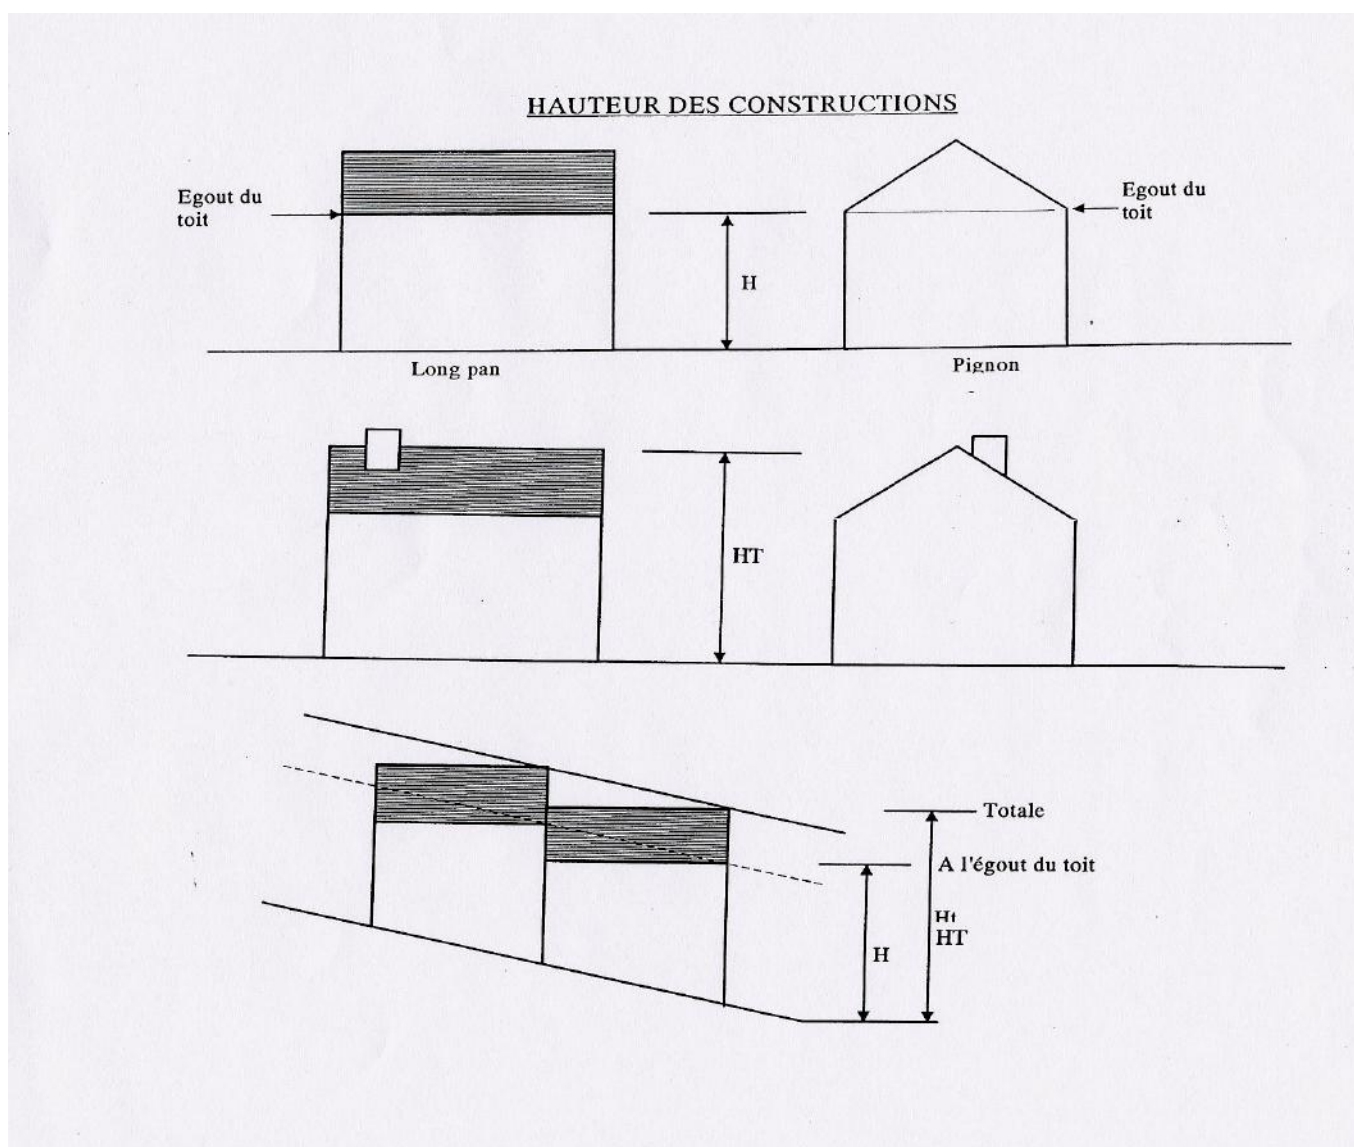 HAUTEUR DES CONSTRUCTIONS
Egout du
toit
Egout du
toit
H
Long pan
Pignon
HT
Totale
A l'égout du toit
Ht
HT
H